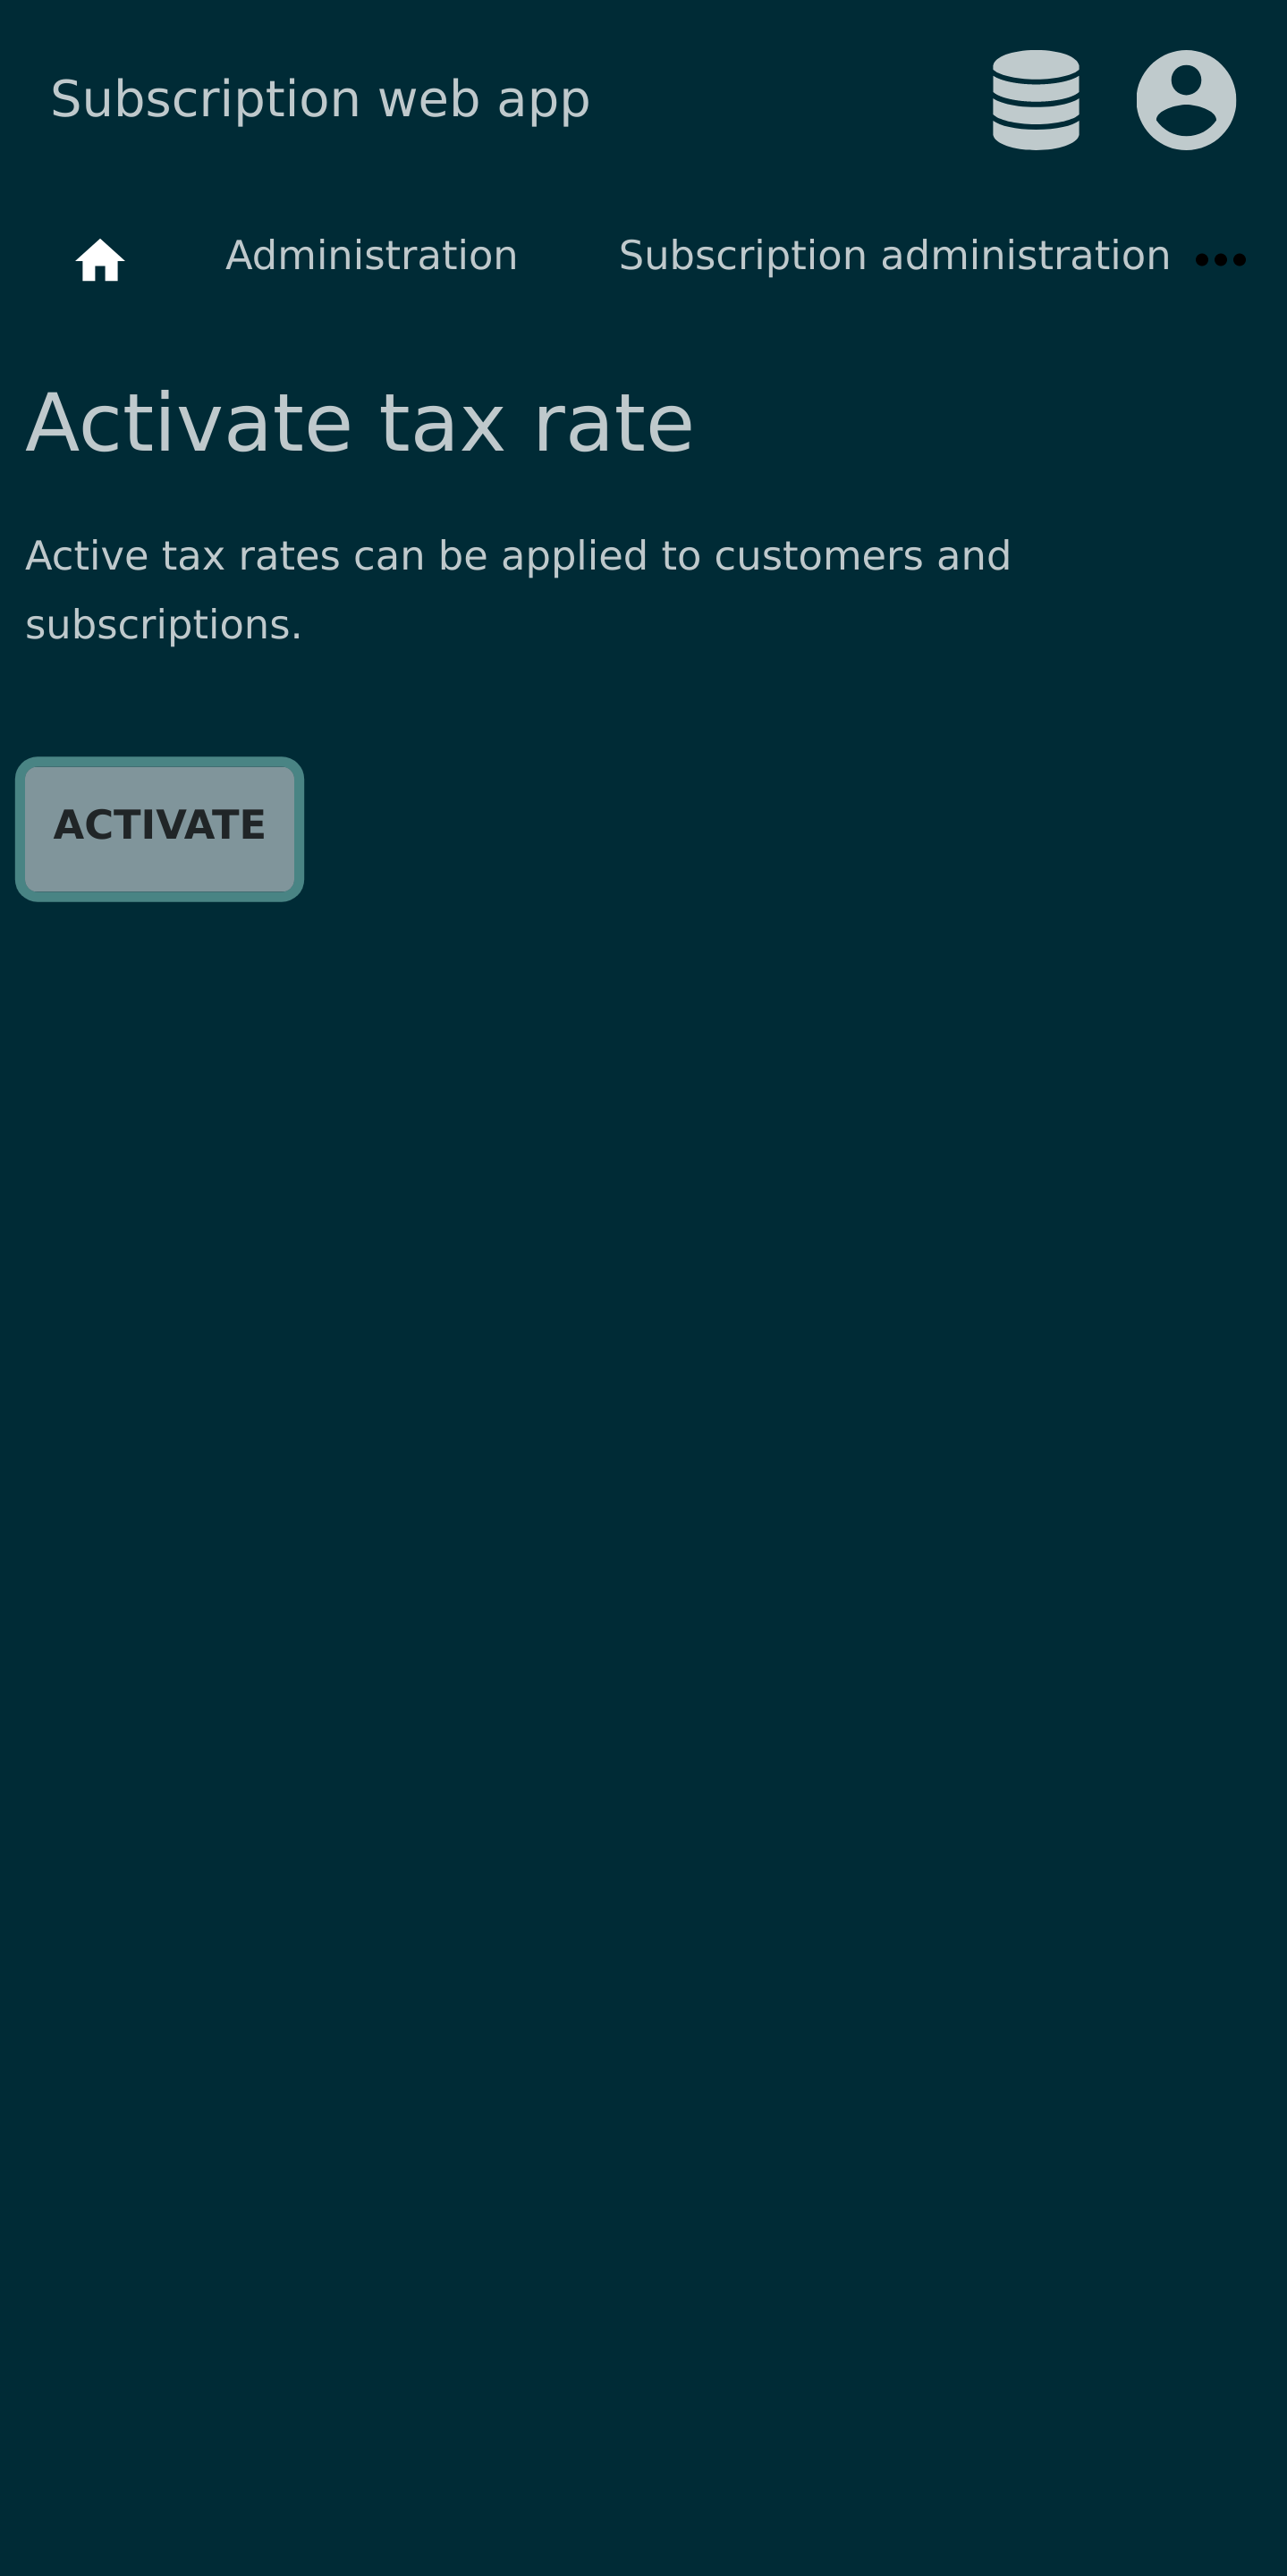 Subscription web app
Administration Subscription administration
Activate tax rate
Active tax rates can be applied to customers and
subscriptions.
ACTIVATE